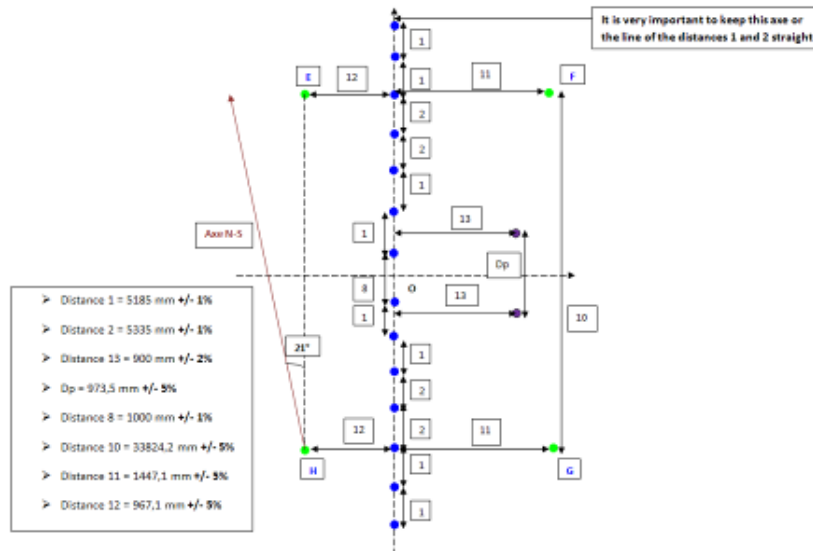 It is very important to keep this axe or
the line of the distances 1 and 2 straight
1
E
12
11
F
1
2
2
1
13
1
Axe N-S
Dp
8
O
13
1
10
21°
1
2
12
2
11
H
1
G
1
➤ Distance 1 = 5185 mm +/- 1%
➤ Distance 2 = 5335 mm +/- 1%
➤ Distance 13 = 900 mm +/- 2%
➤ Dp = 973,5 mm +/- 5%
➤ Distance 8 = 1000 mm +/- 1%
➤ Distance 10 = 33824,2 mm +/- 5%
➤ Distance 11 = 1447,1 mm +/- 5%
➤ Distance 12 = 967,1 mm +/- 5%